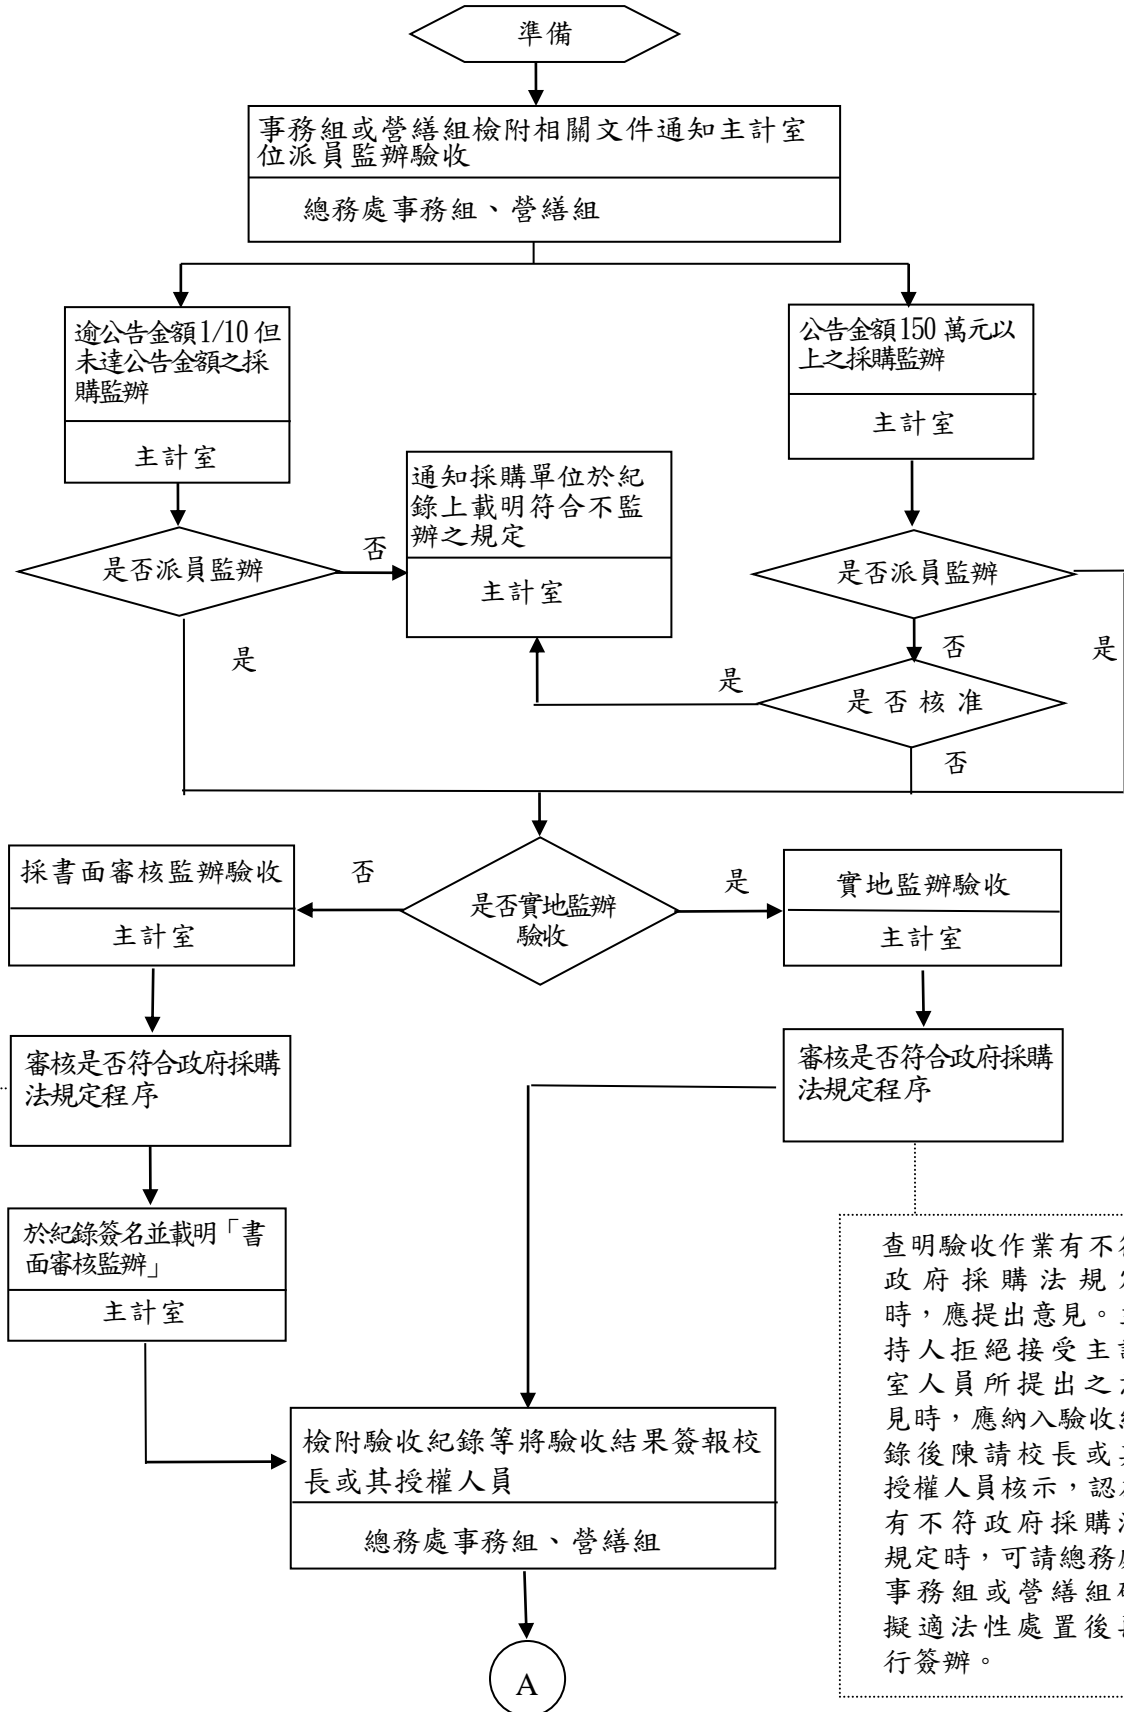 準備
事務組或營繕組檢附相關文件通知主計室
位派員監辦驗收
總務處事務組、營繕組
逾公告金額1/10但
未達公告金額之採
購監辦
主計室
公告金額150萬元以
上之採購監辦
主計室
通知採購單位於紀
錄上載明符合不監
辦之規定
主計室
是否派員監辦
否
是
是否派員監辦
否
是
是否核准
是
否
是否實地監辦
驗收
否
是
採書面審核監辦驗收
主計室
實地監辦驗收
主計室
審核是否符合政府採購
法規定程序
審核是否符合政府採購
法規定程序
於紀錄簽名並載明「書
面審核監辦」
主計室
查明驗收作業有不
政府採購法規
時，應提出意見。
持人拒絕接受主
室人員所提出之
見時，應納入驗收
錄後陳請校長或
授權人員核示，認
有不符政府採購
規定時，可請總務
事務組或營繕組
擬適法性處置後
行簽辦。
檢附驗收紀錄等將驗收結果簽報校
長或其授權人員
總務處事務組、營繕組
A